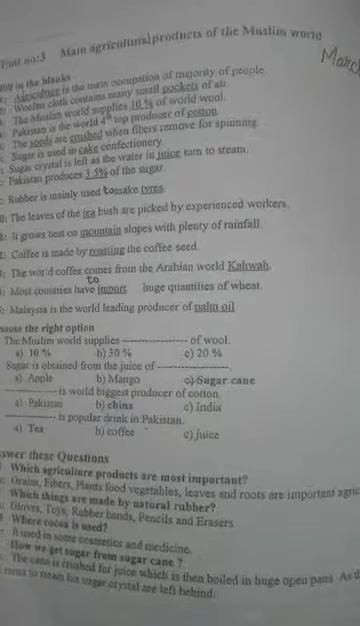 Unit no:3 Main agricoturas)products of the Muslim world
March
in the blanks
Agriculture is the main occupation of majority of people
Woolen cloth contains many small pockets of air.
The Muslim world supplies 10 % of world wool.
Pakistan is the world 4th top producer of cotton
The seeds are crushed when fibers remove for spinning.
Sugar is used in cake confectionery.
Sugar crystal is left as the water in juice turn to steam.
Pakistan produces 3.5% of the sugar.
Rubber is mainly used tomake tyres
The leaves of the tea bush are picked by experienced workers.
It grows best on mountain slopes with plenty of rainfall
Coffee is made by roasting the coffee seed.
The world coffee comes from the Arabian world Kahwah.
to
Most countries have import huge quantities of wheat.
Malaysia is the world leading producer of palm oil
oose the right option
The Muslim world supplies ---------------- of wool.
a) 10 % b) 30 % c) 20 %
Sugar is obtained from the juice of -----------------
a) Apple b) Mango c) Sugar cane
------------ is world biggest producer of cotton
a) Pakistan b) china c) India
------------ is popular drink in Pakistan.
a) Tea b) coffee c) juice
swer these Questions
Which agriculture products are most important?
Grains, Fibers, Plants food vegetables, leaves and roots are important agric
Which things are made by natural rubber?
Gloves, Toys, Rubber bands, Pencils and Erasers
Where cocoa is used?
It used in some cosmetics and medicine.
How we get sugar from sugar cane ?
The cane is crushed for juice which is then boiled in huge open pans. As th
turns to steam but sugar crystal are left behind.